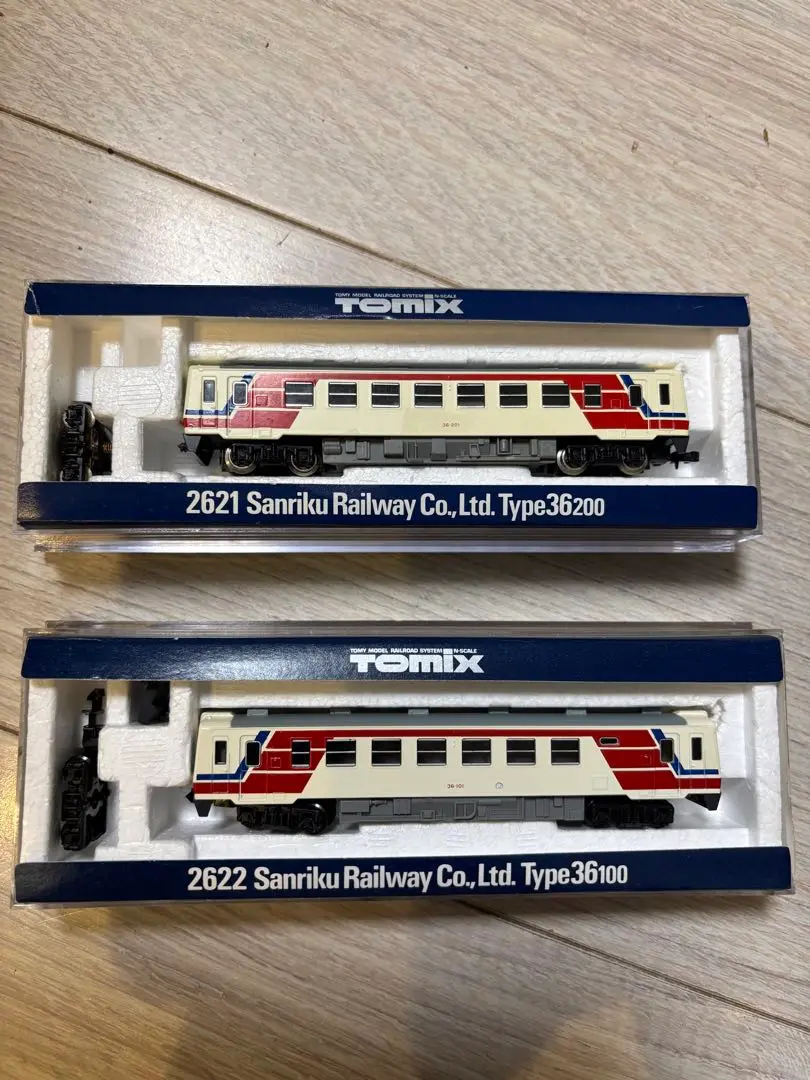 TOMY MODEL RAILROAD SYSTEM N-SCALE
TOMIX
36-201
2621 Sanriku Railway Co., Ltd. Type36200
TOMY MODEL RAILROAD SYSTEM N-SCALE
TOMIX
36-101
2622 Sanriku Railway Co., Ltd. Type36100